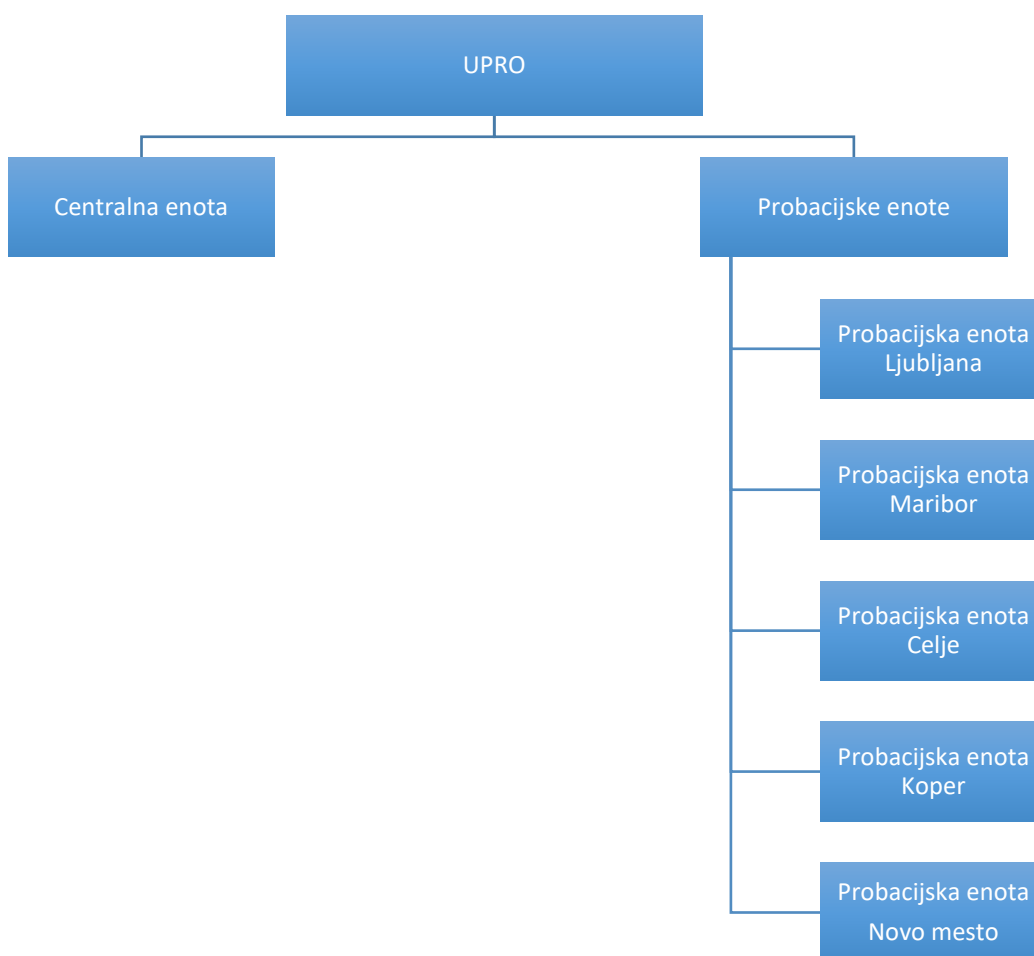 UPRO
Centralna enota
Probacijske enote
Probacijska enota
Ljubljana
Probacijska enota
Maribor
Probacijska enota
Celje
Probacijska enota
Koper
Probacijska enota
Novo mesto